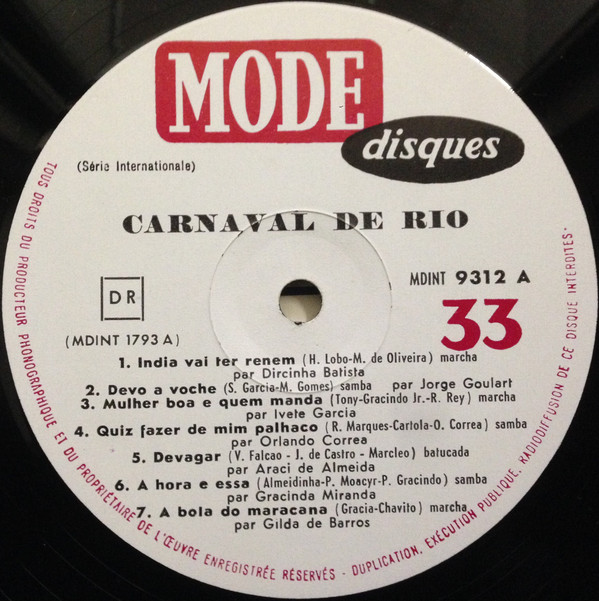 MODE
disques
(Série Internationale)
CARNAVAL DE RIO
DR
MDINT 9312 A
33
(MDINT 1793 A)
1. India vai ter renem (H. Lobo-M. de Oliveira) marcha
par Dircinha Batista
2. Devo a voche (S. Garcia-M. Gomes) samba par Jorge Goulart
3. Mulher boa e quem manda (Tony-Gracindo Jr.-R. Rey) marcha
par Ivete Garcia
4. Quiz fazer de mim palhaco (R. Marques-Cartola-O. Correa) samba
par Orlando Correa
5. Devagar (V. Falcao - J. de Castro - Marcleo) batucada
par Araci de Almeida
6. A hora e essa (Almeidinha-P. Moacyr-P. Gracindo) samba
par Gracinda Miranda
7. A bola do maracana (Gracia-Chavito) marcha
par Gilda de Barros
TOUS DROITS DU PRODUCTEUR PHONOGRAPHIQUE ET DU PROPRIÉTAIRE DE L'ŒUVRE ENREGISTRÉE RÉSERVÉS - DUPLICATION, EXÉCUTION PUBLIQUE, RADIODIFFUSION DE CE DISQUE INTERDITES-